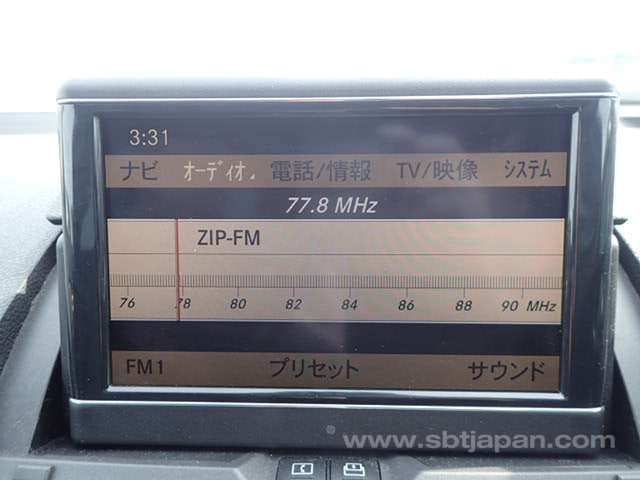 3:31
ナビ オーディオ 電話/情報 TV/映像 システム
77.8 MHz
ZIP-FM
76 78 80 82 84 86 88 90 MHz
FM1 プリセット サウンド
www.sbtjapan.com